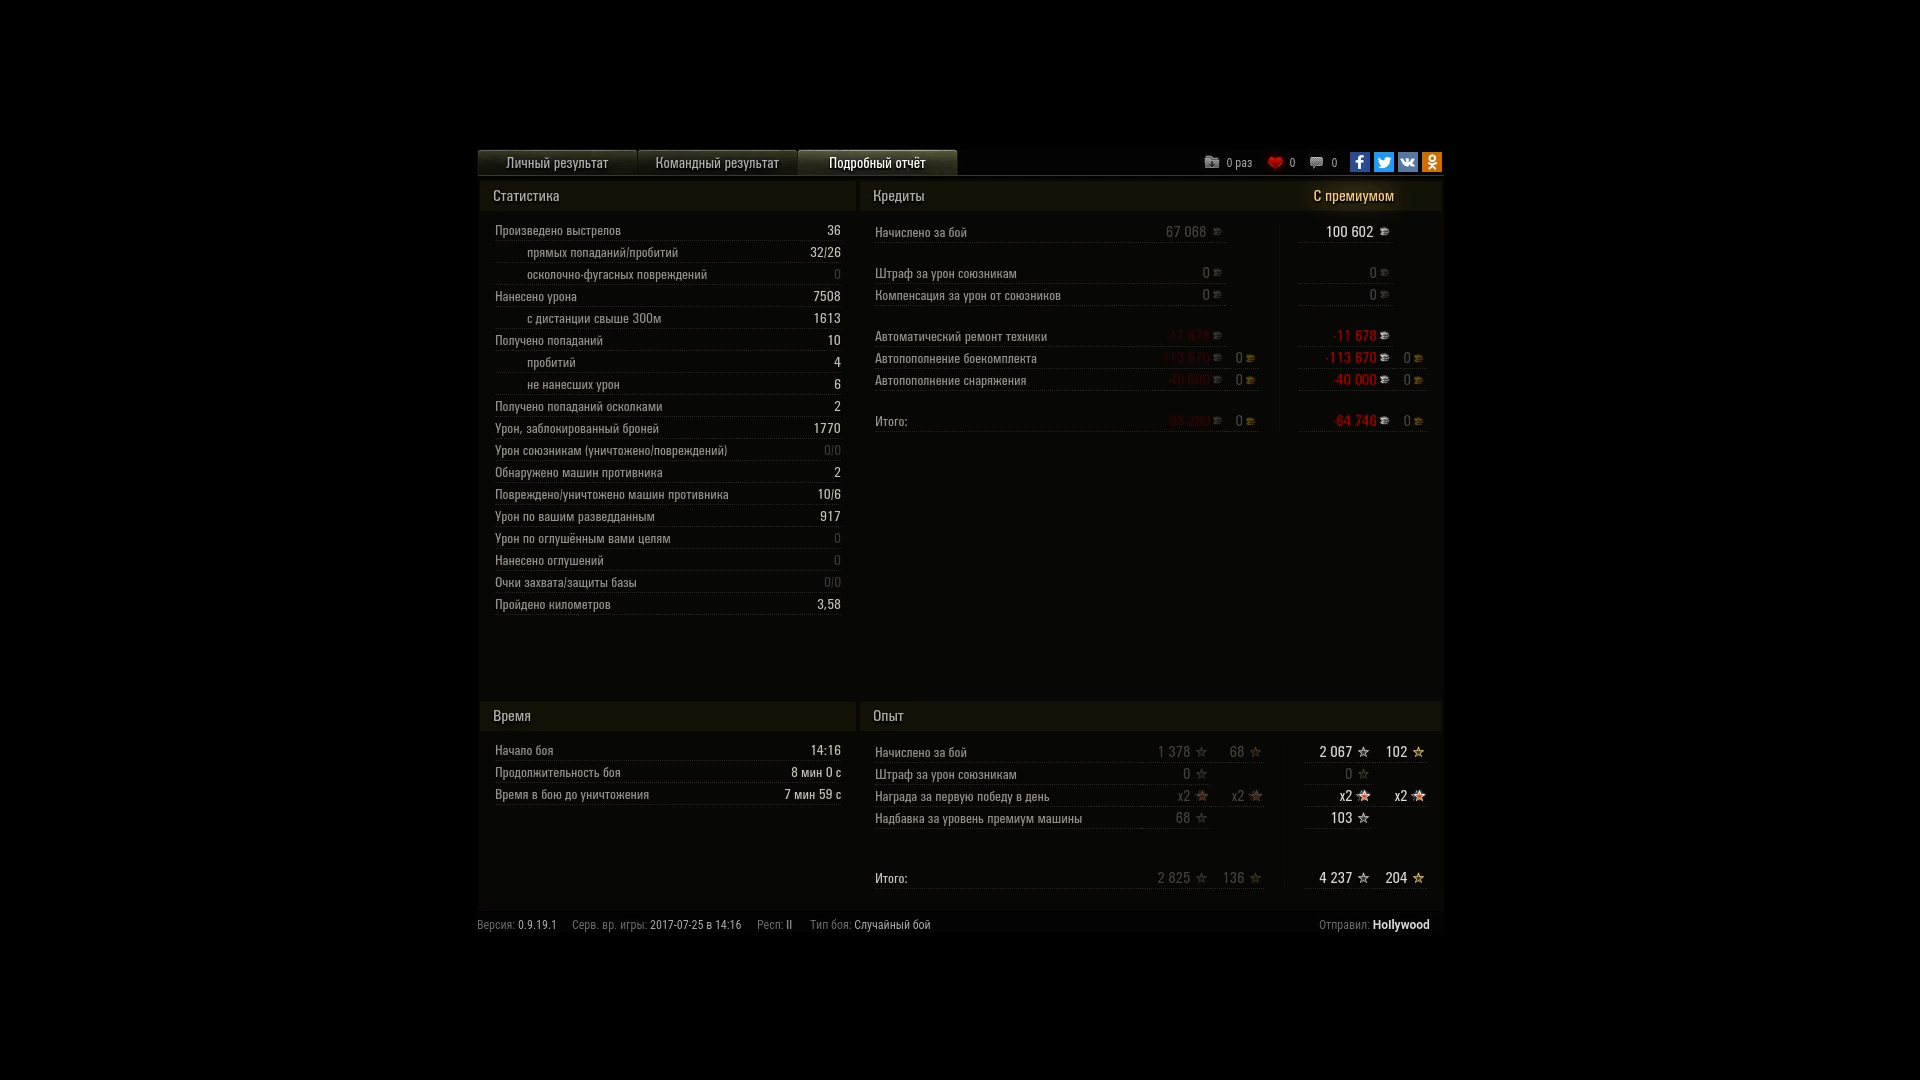 Личный результат Командный результат Подробный отчёт 0 раз 0 0
Статистика
Произведено выстрелов 36
прямых попаданий/пробитий 32/26
осколочно-фугасных повреждений 0
Нанесено урона 7508
с дистанции свыше 300м 1613
Получено попаданий 10
пробитий 4
не нанесших урон 6
Получено попаданий осколками 2
Урон, заблокированный броней 1770
Урон союзникам (уничтожено/повреждений) 0/0
Обнаружено машин противника 2
Повреждено/уничтожено машин противника 10/6
Урон по вашим разведданным 917
Урон по оглушённым вами целям 0
Нанесено оглушений 0
Очки захвата/защиты базы 0/0
Пройдено километров 3,58
Кредиты С премиумом
Начислено за бой 67 068 100 602
Штраф за урон союзникам 0 0
Компенсация за урон от союзников 0 0
Автоматический ремонт техники -11 678 -11 678
Автопополнение боекомплекта -113 670 0 -113 670 0
Автопополнение снаряжения -40 000 0 -40 000 0
Итого: 0 -64 746 0
Время
Начало боя 14:16
Продолжительность боя 8 мин 0 с
Время в бою до уничтожения 7 мин 59 с
Опыт
Начислено за бой 1 378 68 2 067 102
Штраф за урон союзникам 0 0
Награда за первую победу в день x2 x2 x2 x2
Надбавка за уровень премиум машины 68 103
Итого: 2 825 136 4 237 204
Версия: 0.9.19.1 Серв. вр. игры: 2017-07-25 в 14:16 Респ: II Тип боя: Случайный бой Отправил: Hollywood